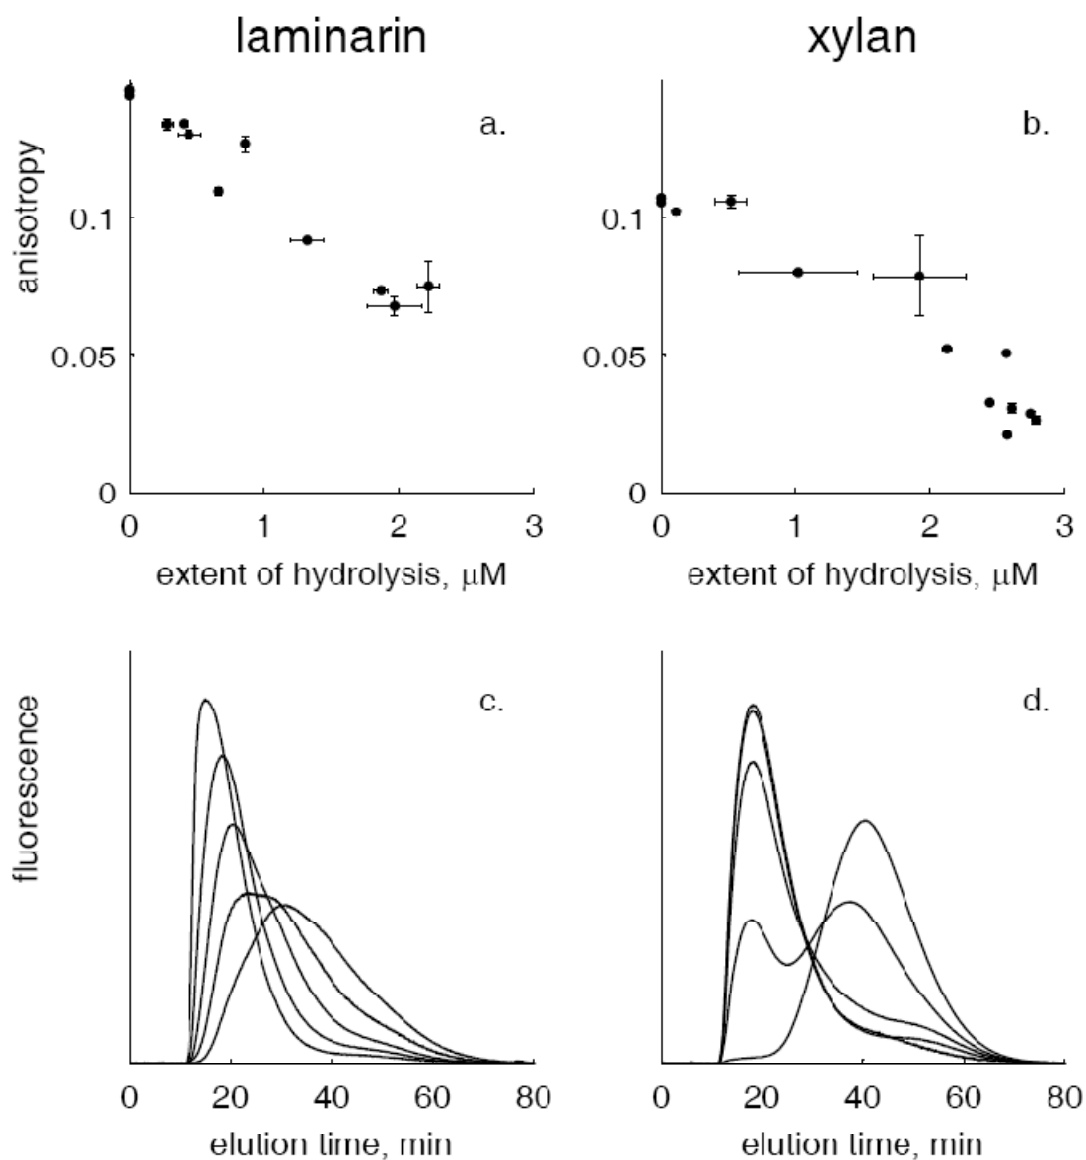 laminarin
xylan
anisotropy
a.
b.
0.1
0.1
0.05
0.05
0
0
0 1 2 3
0 1 2 3
extent of hydrolysis, μM
extent of hydrolysis, μM
fluorescence
c.
d.
0 20 40 60 80
0 20 40 60 80
elution time, min
elution time, min